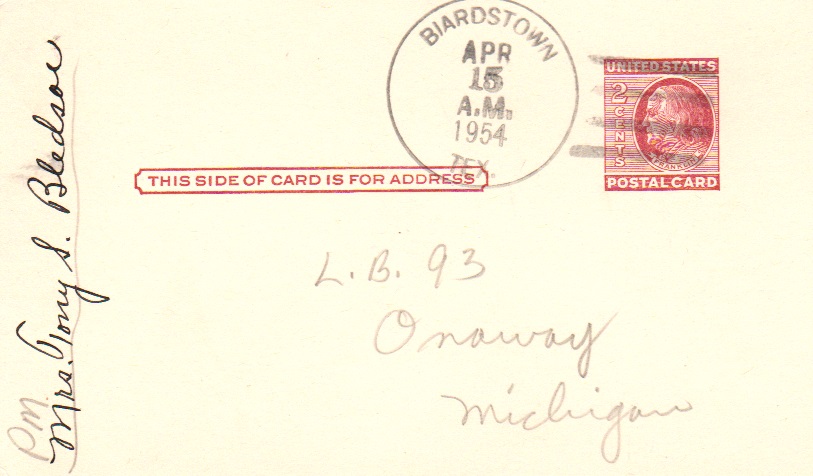 BIARDSTOWN
APR
15
A.M.
1954
TEX.
UNITED STATES
2 CENTS
FRANKLIN
POSTAL CARD
THIS SIDE OF CARD IS FOR ADDRESS
L.B. 93
Onaway
Michigan
P.M.
Mrs. Tony S. Bledsoe